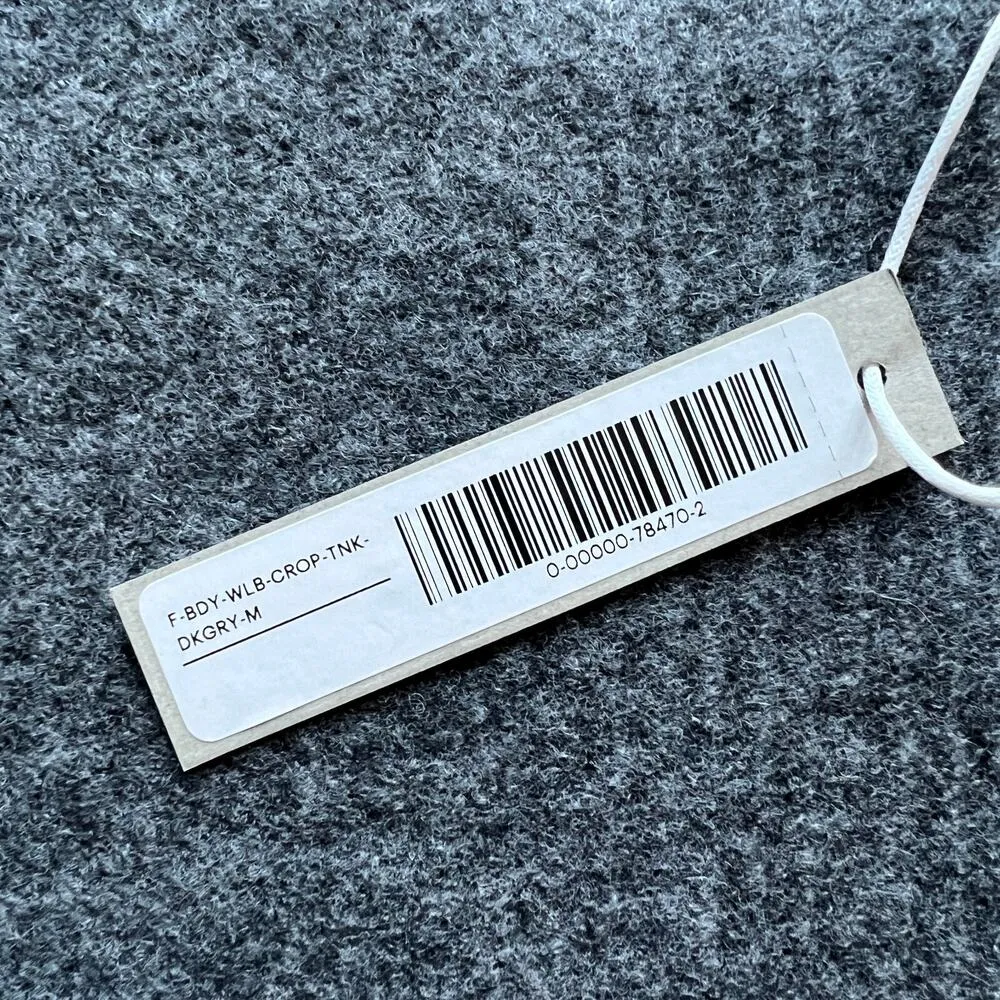 F-BDY-WLB-CROP-TNK-
DKGRY-M
0-00000-78470-2